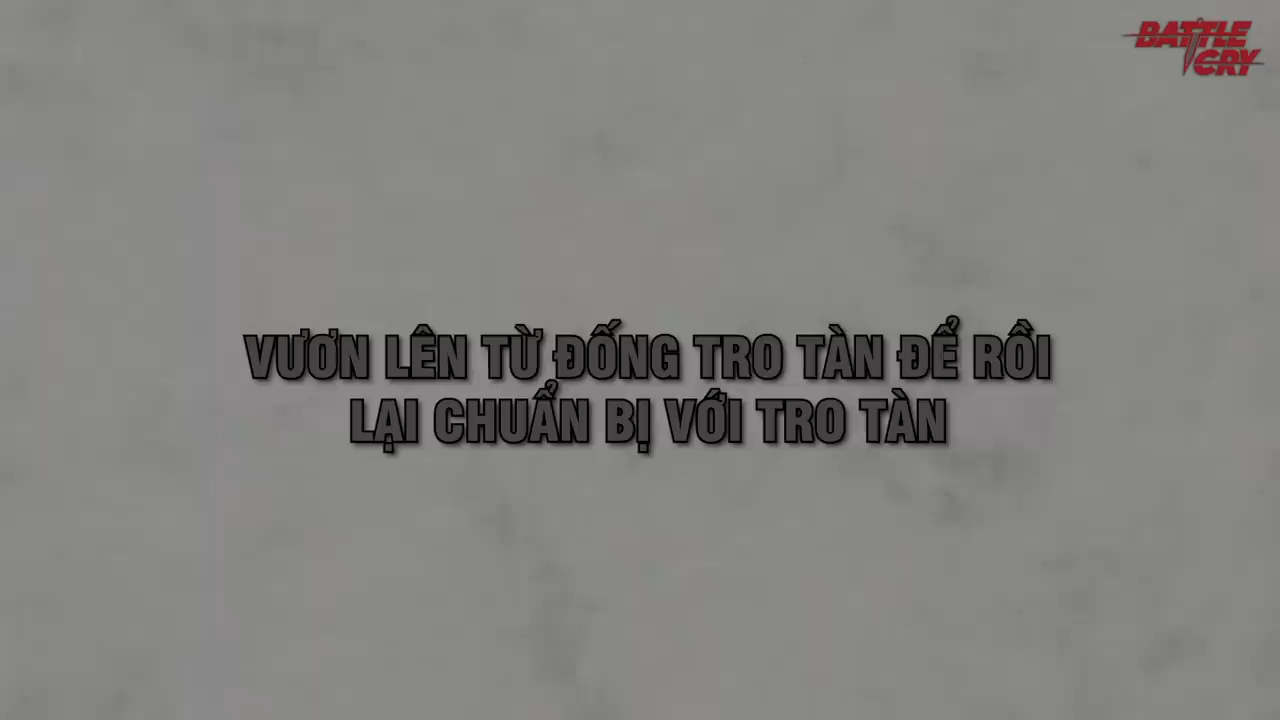 BATTLE
CRY
VƯƠN LÊN TỪ ĐỐNG TRO TÀN ĐỂ RỒI
LẠI CHUẨN BỊ VỚI TRO TÀN